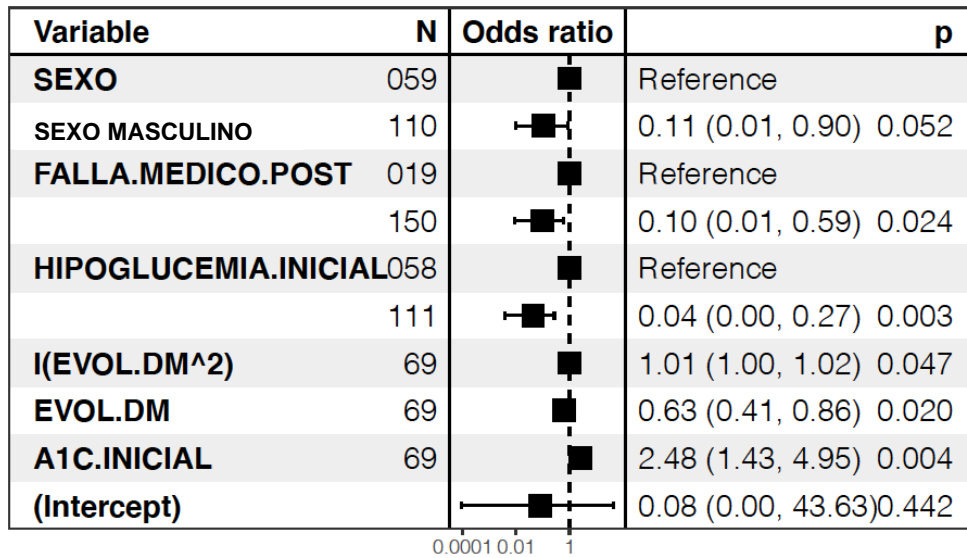 Variable N Odds ratio p
SEXO 059 Reference
SEXO MASCULINO 110 0.11 (0.01, 0.90) 0.052
FALLA.MEDICO.POST 019 Reference
150 0.10 (0.01, 0.59) 0.024
HIPOGLUCEMIA.INICIAL058 Reference
111 0.04 (0.00, 0.27) 0.003
I(EVOL.DM^2) 69 1.01 (1.00, 1.02) 0.047
EVOL.DM 69 0.63 (0.41, 0.86) 0.020
A1C.INICIAL 69 2.48 (1.43, 4.95) 0.004
(Intercept) 0.08 (0.00, 43.63)0.442
0.0001 0.01 1